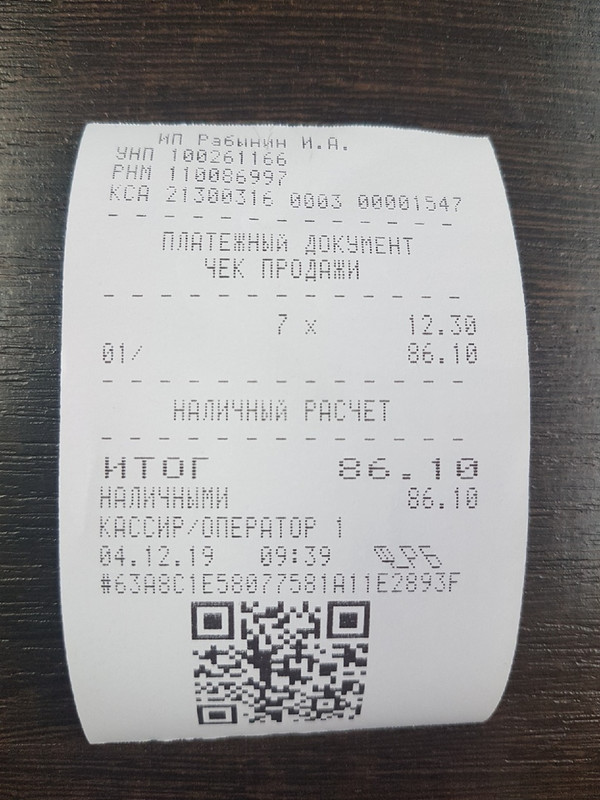 ИП Рабынин И.А.
УНП 100261166
РНМ 110086997
КСА 21300316 0003 00001547
ПЛАТЕЖНЫЙ ДОКУМЕНТ
ЧЕК ПРОДАЖИ
7 x 12.30
01/ 86.10
НАЛИЧНЫЙ РАСЧЕТ
ИТОГ 86.10
НАЛИЧНЫМИ 86.10
КАССИР/ОПЕРАТОР 1
04.12.19 09:39
#63A8C1E58077581A11E2893F